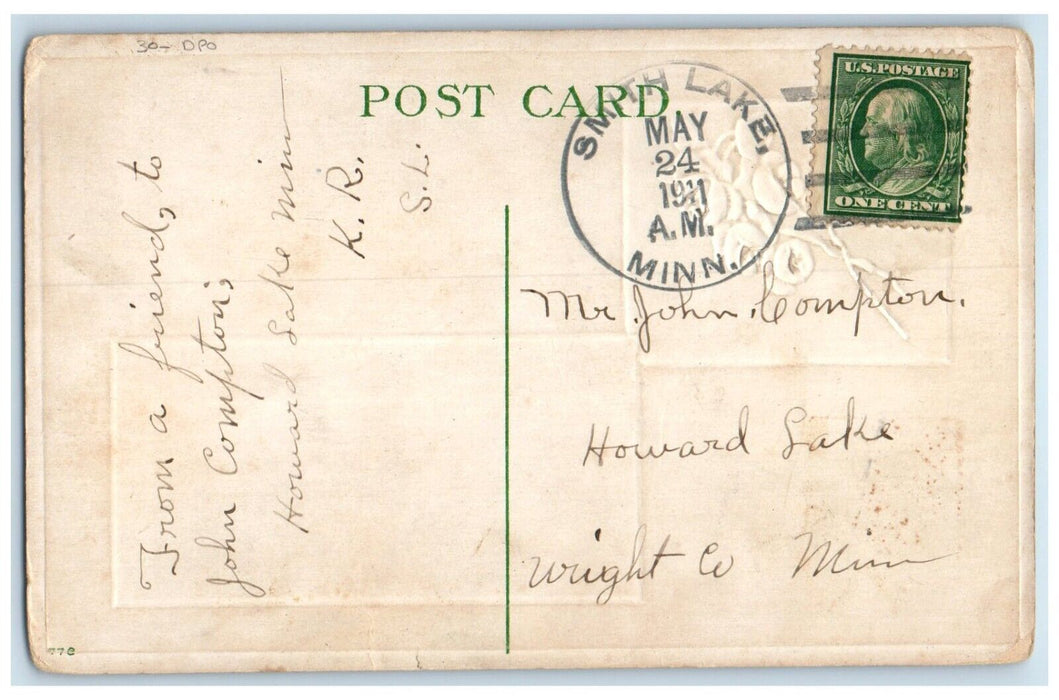 30- DPO
POST CARD.
SMITH LAKE,
MAY
24
1911
A.M.
MINN.
U.S. POSTAGE
ONE CENT
From a friend, to
John Compton,
Howard Lake Minn
K. R.
S. L.
Mr. John Compton.
Howard Lake
Wright Co Minn
778